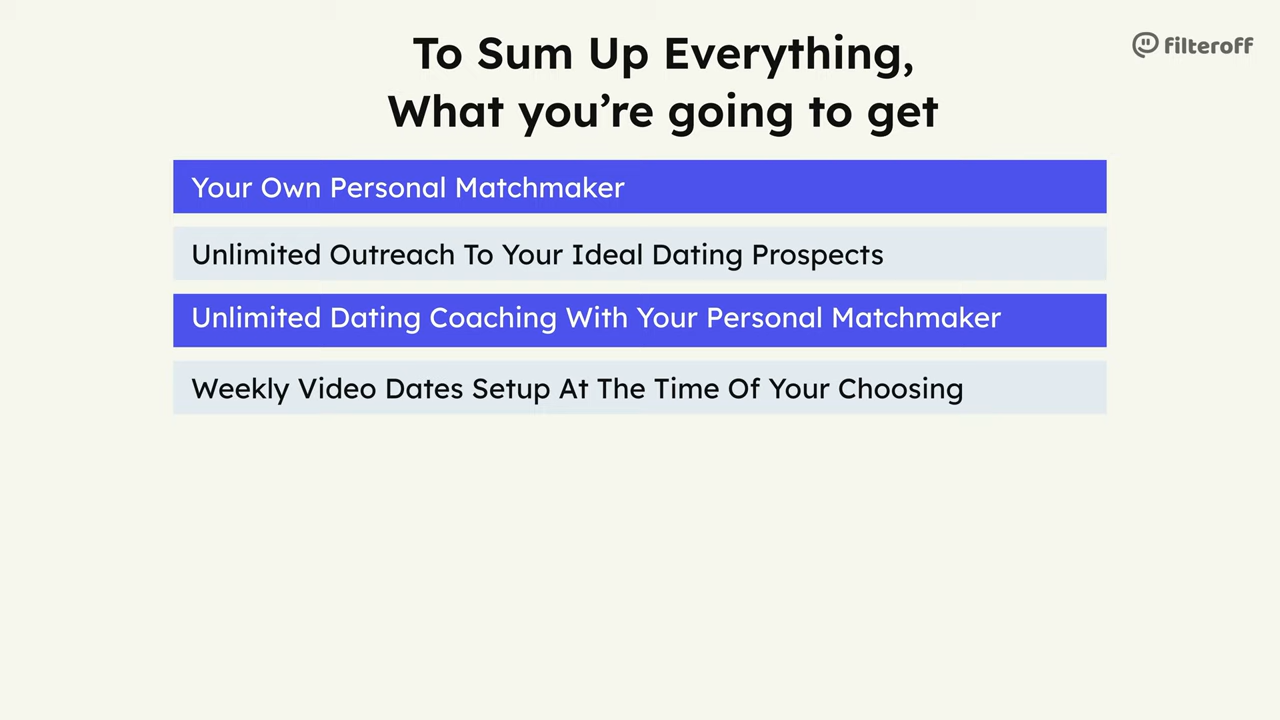 To Sum Up Everything,
What you're going to get
filteroff
Your Own Personal Matchmaker
Unlimited Outreach To Your Ideal Dating Prospects
Unlimited Dating Coaching With Your Personal Matchmaker
Weekly Video Dates Setup At The Time Of Your Choosing